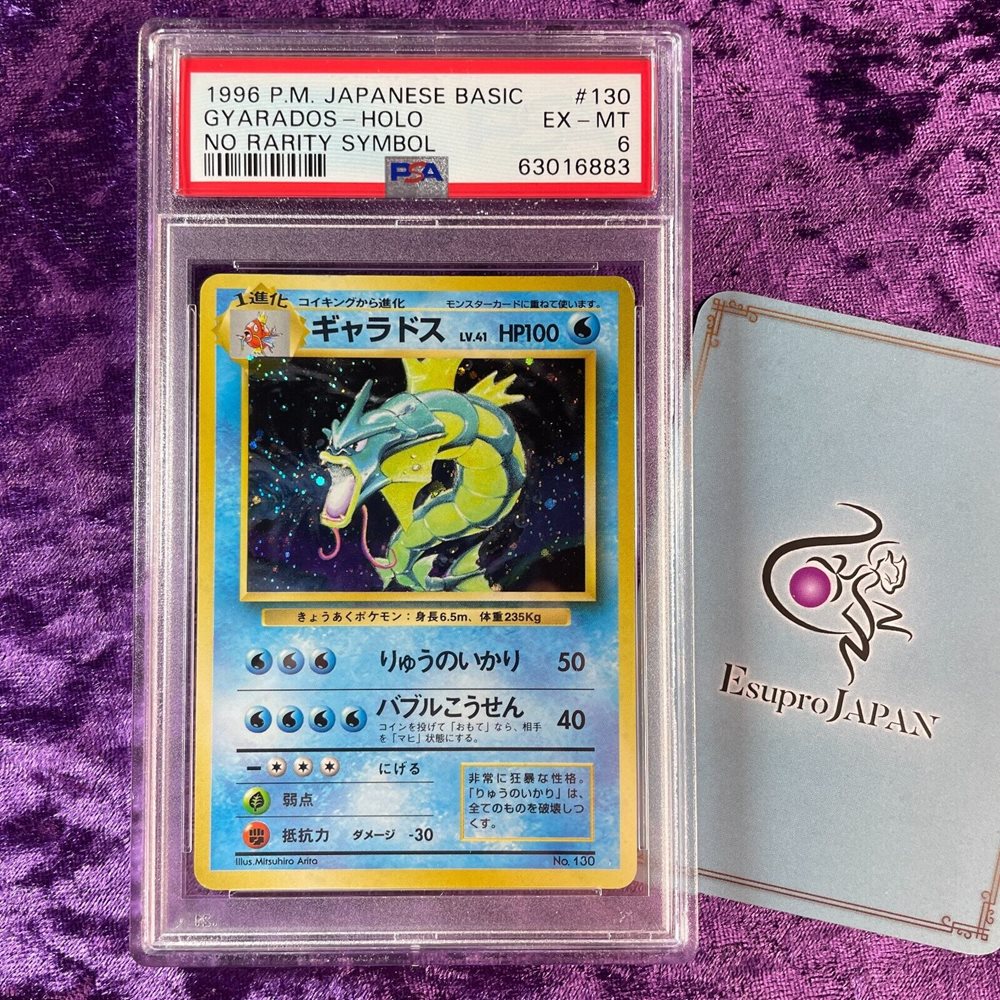 1996 P.M. JAPANESE BASIC #130
GYARADOS-HOLO EX-MT
NO RARITY SYMBOL 6
PSA 63016883
1進化 コイキングから進化 モンスターカードに重ねて使います。
ギャラドス LV.41 HP100
きょうあくポケモン：身長6.5m、体重235Kg
りゅうのいかり 50
バブルこうせん 40
コインを投げて「おもて」なら、相手
を「マヒ」状態にする。
にげる
弱点
抵抗力 ダメージ -30
非常に狂暴な性格。
「りゅうのいかり」は、
全てのものを破壊しつ
くす。
Illus.Mitsuhiro Arita No.130
EsuproJAPAN